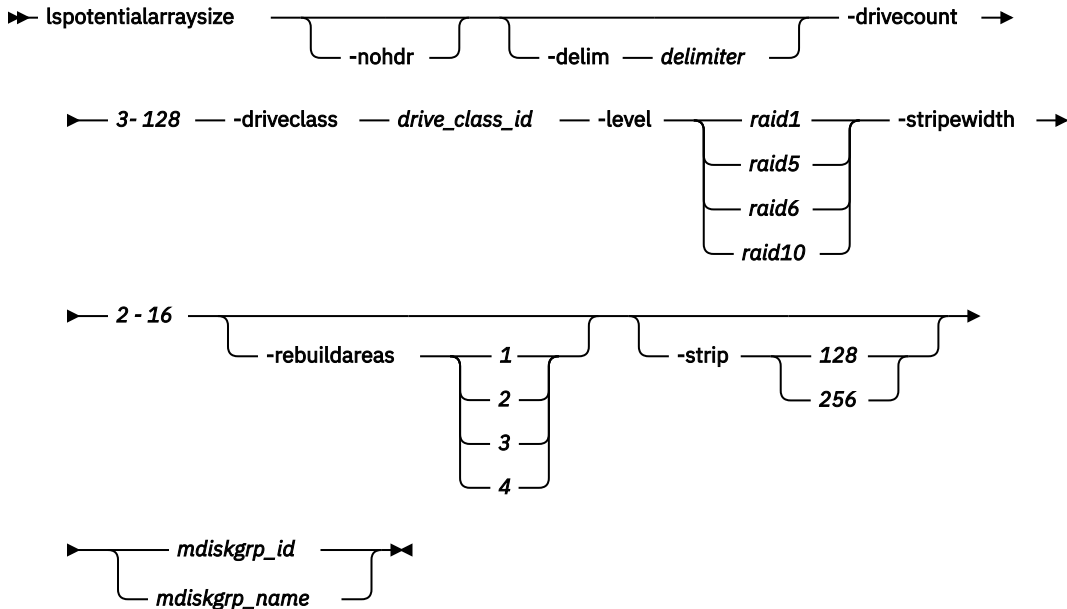 lspotentialarraysize -drivecount
-nohdr -delim delimiter
3- 128 -driveclass drive_class_id -level raid1 -stripewidth
raid5
raid6
raid10
2 - 16
-rebuildareas 1 -strip 128
2 256
3
4
mdiskgrp_id
mdiskgrp_name